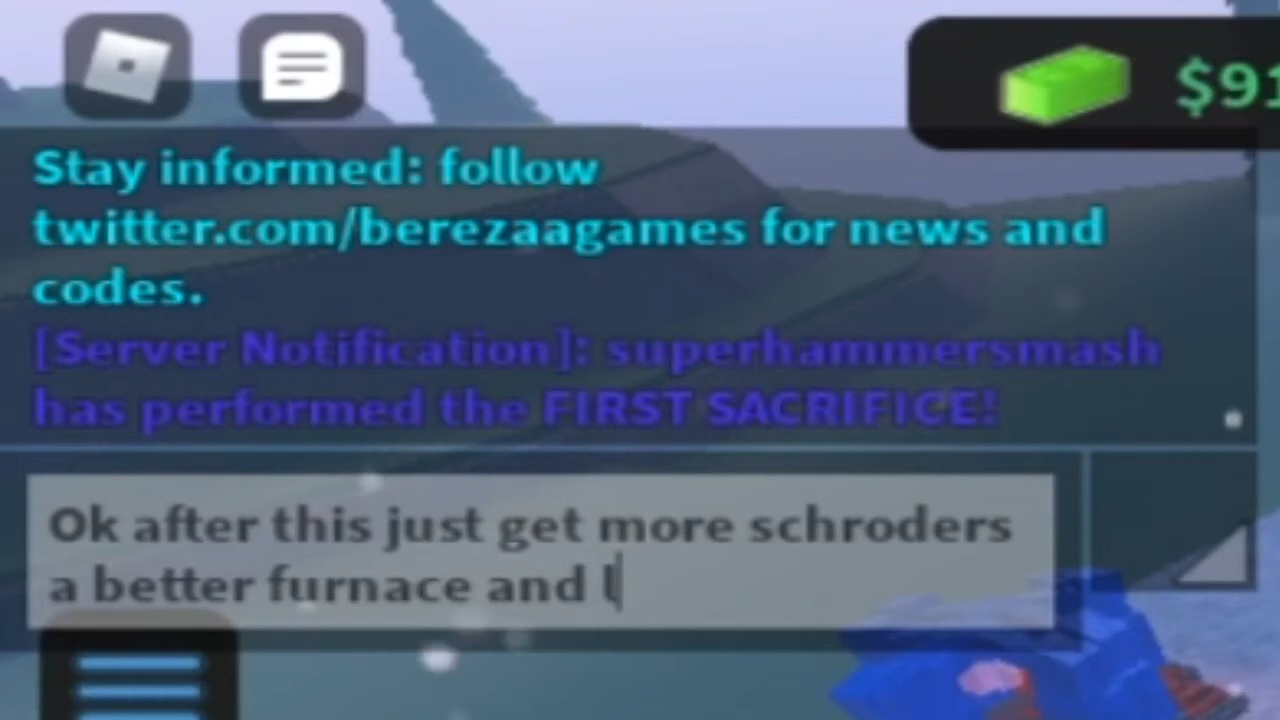 $91
Stay informed: follow
twitter.com/berezaagames for news and
codes.
[Server Notification]: superhammersmash
has performed the FIRST SACRIFICE!
Ok after this just get more schroders
a better furnace and l